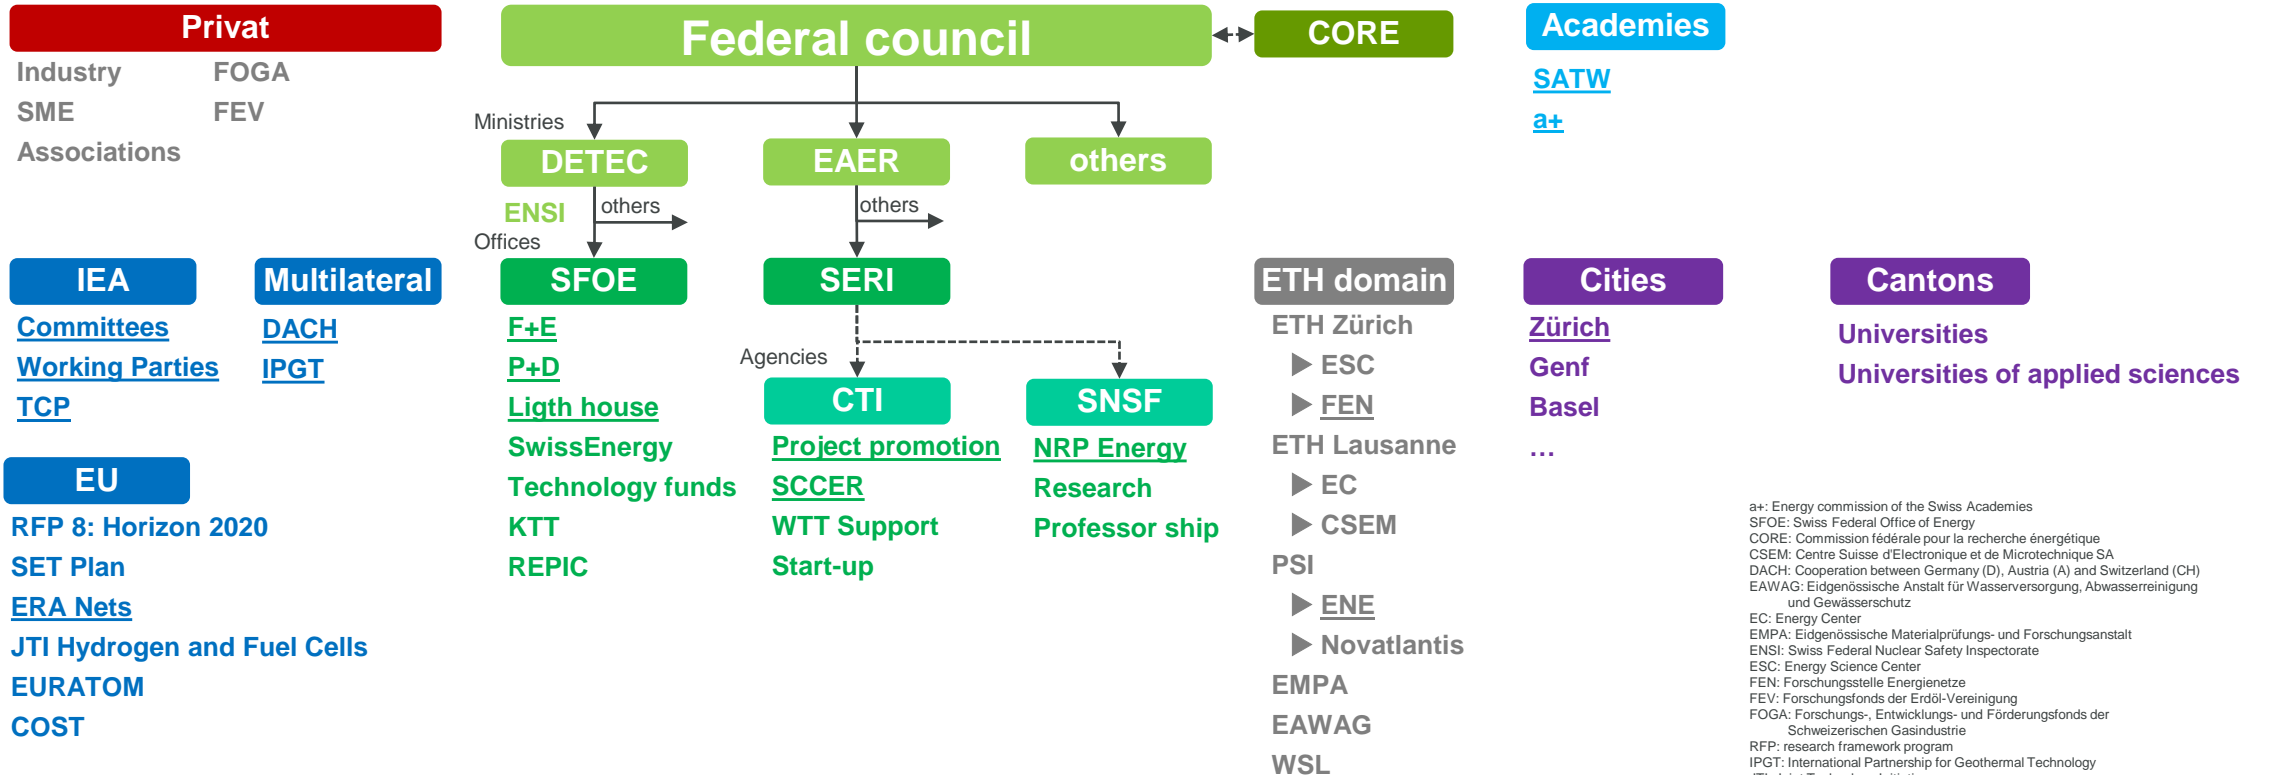 Privat
Industry
FOGA
SME
FEV
Associations
Federal council
CORE
Academies
SATW
a+
Ministries
DETEC
EAER
others
ENSI
others
others
Offices
IEA
Committees
Working Parties
TCP
Multilateral
DACH
IPGT
EU
RFP 8: Horizon 2020
SET Plan
ERA Nets
JTI Hydrogen and Fuel Cells
EURATOM
COST
SFOE
F+E
P+D
Ligth house
SwissEnergy
Technology funds
KTT
REPIC
SERI
Agencies
CTI
Project promotion
SCCER
WTT Support
Start-up
SNSF
NRP Energy
Research
Professor ship
ETH domain
ETH Zürich
ESC
FEN
ETH Lausanne
EC
CSEM
PSI
ENE
Novatlantis
EMPA
EAWAG
WSL
Cities
Zürich
Genf
Basel
…
Cantons
Universities
Universities of applied sciences
a+: Energy commission of the Swiss Academies
SFOE: Swiss Federal Office of Energy
CORE: Commission fédérale pour la recherche énergétique
CSEM: Centre Suisse d'Electronique et de Microtechnique SA
DACH: Cooperation between Germany (D), Austria (A) and Switzerland (CH)
EAWAG: Eidgenössische Anstalt für Wasserversorgung, Abwasserreinigung
und Gewässerschutz
EC: Energy Center
EMPA: Eidgenössische Materialprüfungs- und Forschungsanstalt
ENSI: Swiss Federal Nuclear Safety Inspectorate
ESC: Energy Science Center
FEN: Forschungsstelle Energienetze
FEV: Forschungsfonds der Erdöl-Vereinigung
FOGA: Forschungs-, Entwicklungs- und Förderungsfonds der
Schweizerischen Gasindustrie
RFP: research framework program
IPGT: International Partnership for Geothermal Technology